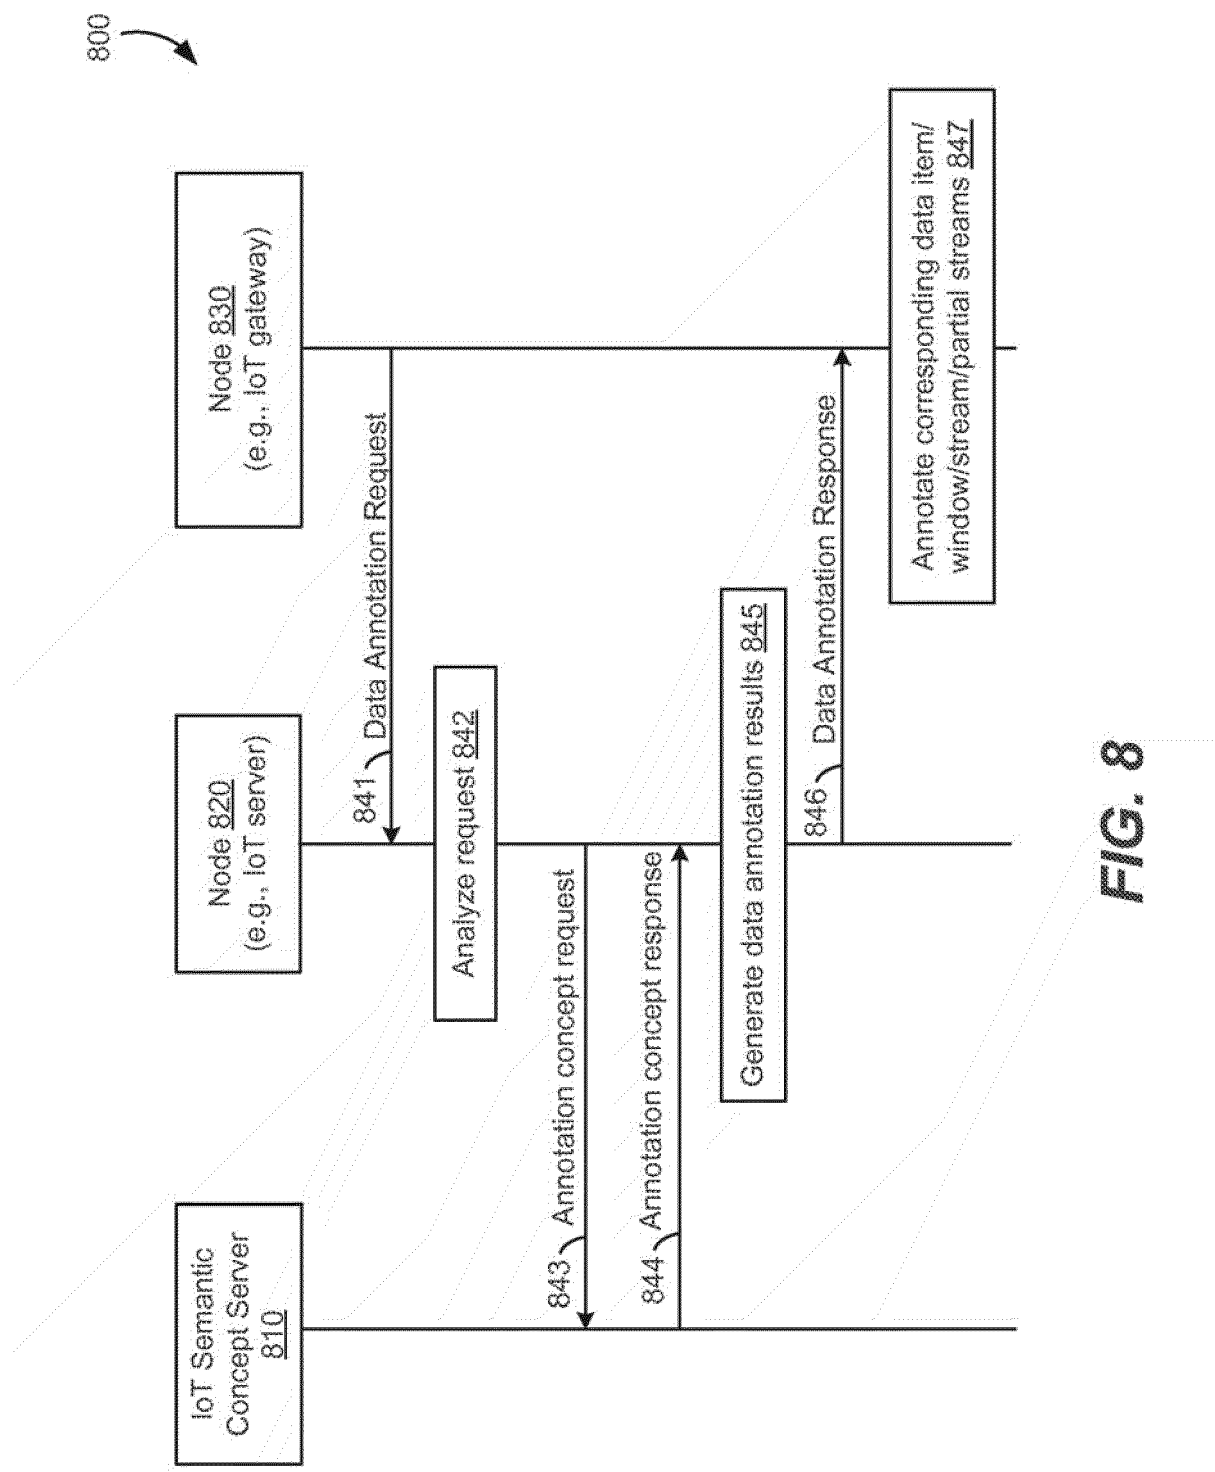 800
IoT Semantic
Concept Server
810
Node 820
(e.g., IoT server)
Node 830
(e.g., IoT gateway)
841
Data Annotation Request
Analyze request 842
843
Annotation concept request
844
Annotation concept response
Generate data annotation results 845
846
Data Annotation Response
Annotate corresponding data item/
window/stream/partial streams 847
FIG. 8